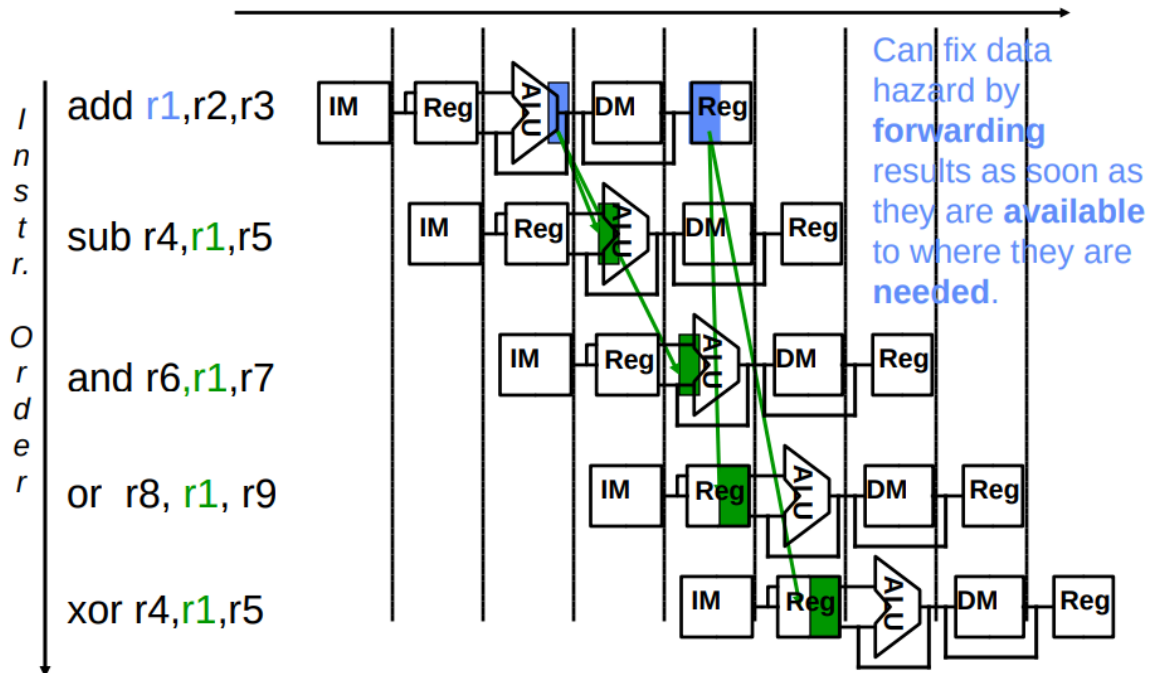 Instr. Order
add r1,r2,r3
IM Reg ALU DM Reg
sub r4,r1,r5
IM Reg ALU DM Reg
and r6,r1,r7
IM Reg ALU DM Reg
or r8, r1, r9
IM Reg ALU DM Reg
xor r4,r1,r5
IM Reg ALU DM Reg
Can fix data
hazard by
forwarding
results as soon as
they are available
to where they are
needed.